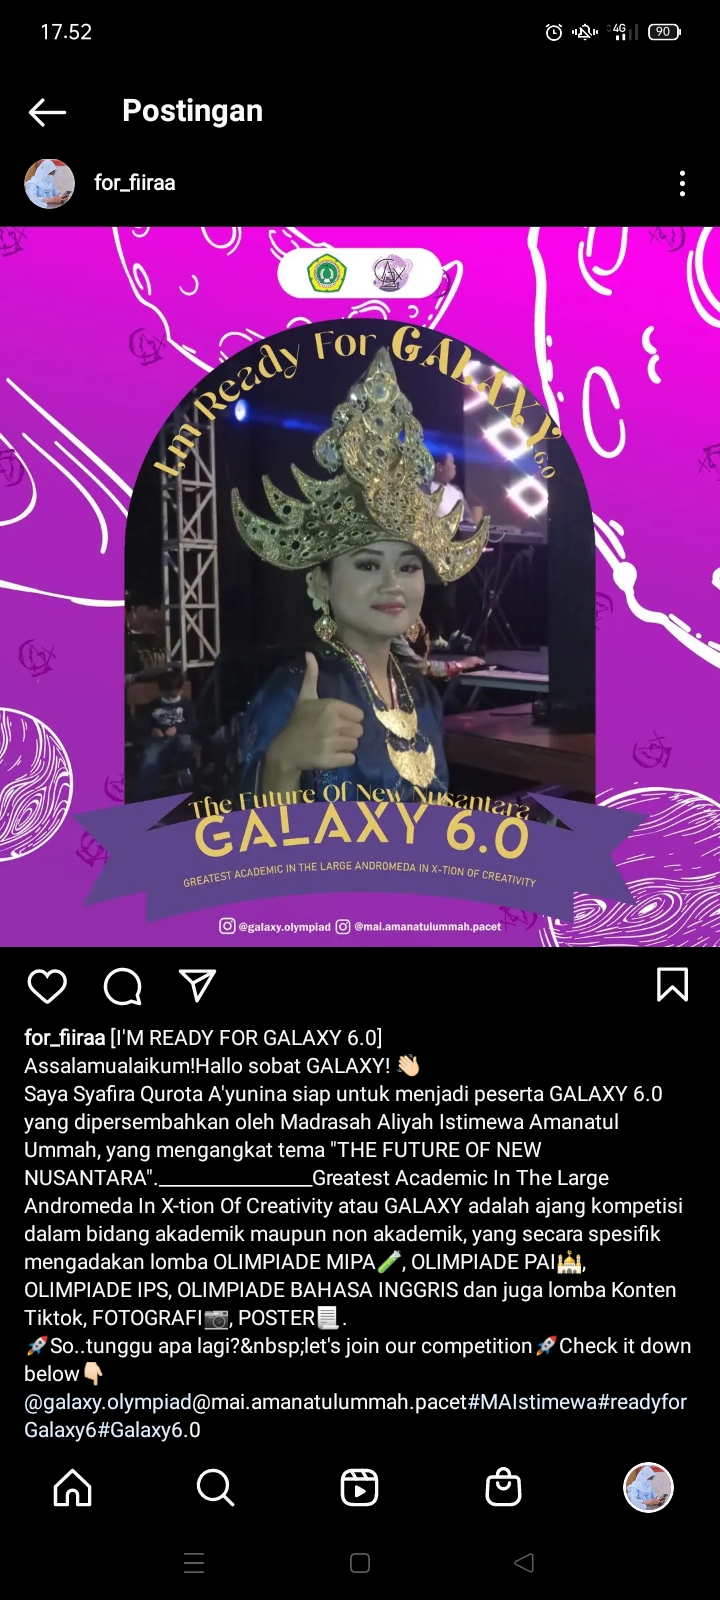 17.52
4G
90
Postingan
for_fiiraa
I,m Ready For GALAXY 6.0
The Future Of New Nusantara
GALAXY 6.0
GREATEST ACADEMIC IN THE LARGE ANDROMEDA IN X-TION OF CREATIVITY
@galaxy.olympiad @mai.amanatulummah.pacet
for_fiiraa [I'M READY FOR GALAXY 6.0]
Assalamualaikum!Hallo sobat GALAXY! 👋🏻
Saya Syafira Qurota A'yunina siap untuk menjadi peserta GALAXY 6.0
yang dipersembahkan oleh Madrasah Aliyah Istimewa Amanatul
Ummah, yang mengangkat tema "THE FUTURE OF NEW
NUSANTARA".________________Greatest Academic In The Large
Andromeda In X-tion Of Creativity atau GALAXY adalah ajang kompetisi
dalam bidang akademik maupun non akademik, yang secara spesifik
mengadakan lomba OLIMPIADE MIPA🧪, OLIMPIADE PAI🕌,
OLIMPIADE IPS, OLIMPIADE BAHASA INGGRIS dan juga lomba Konten
Tiktok, FOTOGRAFI📷, POSTER📃.
🚀So..tunggu apa lagi?&nbsp;let's join our competition🚀Check it down
below👇🏻
@galaxy.olympiad@mai.amanatulummah.pacet#MAIstimewa#readyfor
Galaxy6#Galaxy6.0